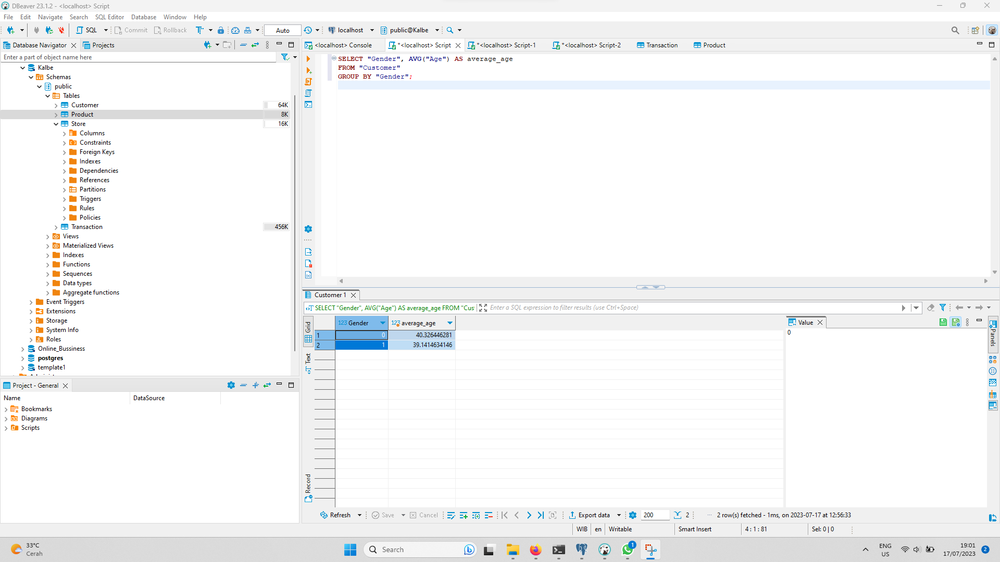 DBeaver 23.1.2 - <localhost> Script
File Edit Navigate Search SQL Editor Database Window Help
SQL Commit Rollback Auto localhost public@Kalbe
Database Navigator Projects
Enter a part of object name here
Kalbe
Schemas
public
Tables
Customer 64K
Product 8K
Store 16K
Columns
Constraints
Foreign Keys
Indexes
Dependencies
References
Partitions
Triggers
Rules
Policies
Transaction 456K
Views
Materialized Views
Indexes
Functions
Sequences
Data types
Aggregate functions
Event Triggers
Extensions
Storage
System Info
Roles
Online_Bussiness
postgres
template1
Project - General
Name DataSource
Bookmarks
Diagrams
Scripts
<localhost> Console *<localhost> Script *<localhost> Script-1 *<localhost> Script-2 Transaction Product
SELECT "Gender", AVG("Age") AS average_age
FROM "Customer"
GROUP BY "Gender";
Customer 1
SELECT "Gender", AVG("Age") AS average_age FROM "Cus Enter a SQL expression to filter results (use Ctrl+Space)
Grid
Text
Record
123 Gender 123 average_age
1 0 40.326446281
2 1 39.1414634146
Value
0
Panels
Refresh Save Cancel Export data 200 2 ... 2 row(s) fetched - 1ms, on 2023-07-17 at 12:56:33
WIB en Writable Smart Insert 4 : 1 : 81 Sel: 0 | 0
33°C
Cerah
Search
1
ENG
US
19:01
17/07/2023
2